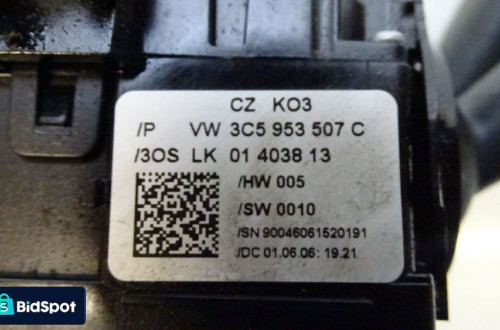 CZ KO3
/P VW 3C5 953 507 C
/3OS LK 01 4038 13
/HW 005
/SW 0010
/SN 90046061520191
/DC 01.06.06: 19.21
BidSpot